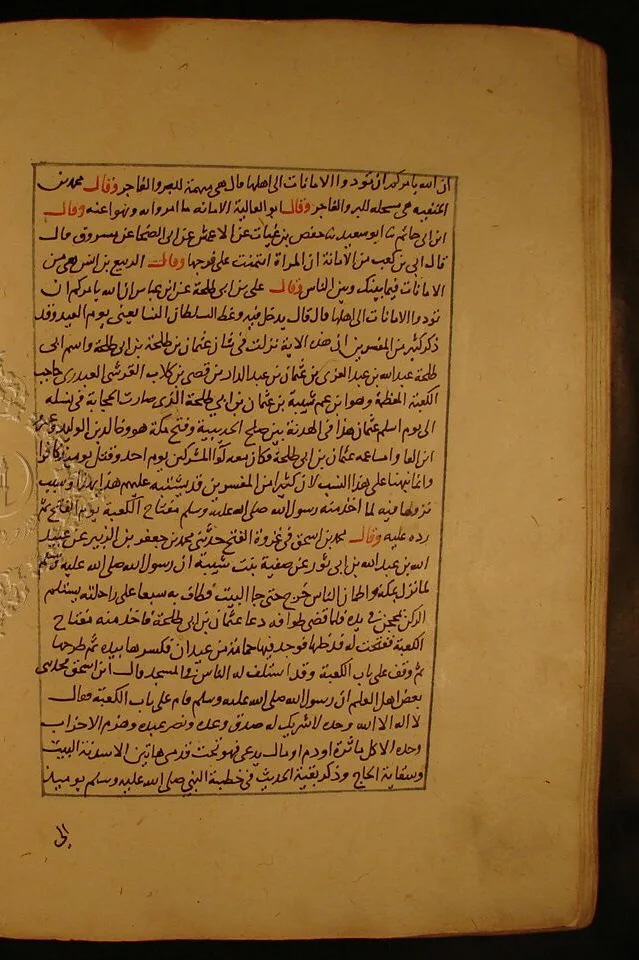 ان الله يامركم ان تودوا الامانات الى اهلها قال هي مبهمة للبر والفاجر وقال محمد بن
الحنفيه هي مسجله للبر والفاجر وقال ابو العالية الامانه ما امروا به ونهوا عنه وقال
ابن ابي حاتم ثنا ابو سعيد ثنا حفص بن غياث عن الاعمش عن ابي الضحا عن مسروق قال
قال ابي بن كعب من الامانة ان المراة ائتمنت على فرجها وقال الربيع بن انس هي من
الامانات فيما بينك وبين الناس وقال علي بن ابي طلحة عن ابن عباس ان الله يامركم ان
تودوا الامانات الى اهلها قال قال يدخل فيه وعظ السلطان النسا يعني يوم العيد وقد
ذكر كثير من المفسرين ان هذه الاية نزلت في شان عثمان بن طلحة بن ابي طلحة واسم ابي
طلحة عبد الله بن عبد العزى بن عثمان بن عبد الدار بن قصي بن كلاب القرشي العبدري حاجب
الكعبة المعظمة وهو ابن عم شيبة بن عثمان بن ابي طلحة الذي صارت الحجابة في نسله
الى يوم اسلم عثمان هذا في الهدنة بين صلح الحديبية وفتح مكة هو وخالد بن الوليد وعمرو
ابن العا واما عمه عثمان بن ابي طلحة فكان معه لوا المشركين يوم احد وقتل يوميذ كافرا
وانما نبهنا على هذا النسب لان كثيرا من المفسرين قد يشتبه عليهم هذا بهذا وسبب
نزولها فيه لما اخذ منه رسول الله صلى الله عليه وسلم مفتاح الكعبة يوم الفتح ثم
رده عليه وقال محمد بن اسحق في غزوة الفتح حدثني محمد بن جعفر بن الزبير عن عبيد
الله بن عبد الله بن ابي ثور عن صفية بنت شيبة ان رسول الله صلى الله عليه وسلم
لما نزل بمكة واطمان الناس خرج حتى جا البيت فطاف به سبعا على راحلته يستلم
الركن بمحجن في يده فلما قضى طوافه دعا عثمان بن ابي طلحة فاخذ منه مفتاح
الكعبة ففتحت له فدخلها فوجد فيها حمامة من عيدان فكسرها بيده ثم طرحها
ثم وقف على باب الكعبة وقد استلف له الناس في المسجد قال ابن اسحق فحدثني
بعض اهل العلم ان رسول الله صلى الله عليه وسلم قام على باب الكعبة فقال
لا اله الا الله وحده لا شريك له صدق وعده ونصر عبده وهزم الاحزاب
وحده الا كل ماثرة او دم او مال يدعى فهو تحت قدمي هاتين الا سدنة البيت
وسقاية الحاج وذكر بقية الحديث في خطبة النبي صلى الله عليه وسلم يوميذ
الى